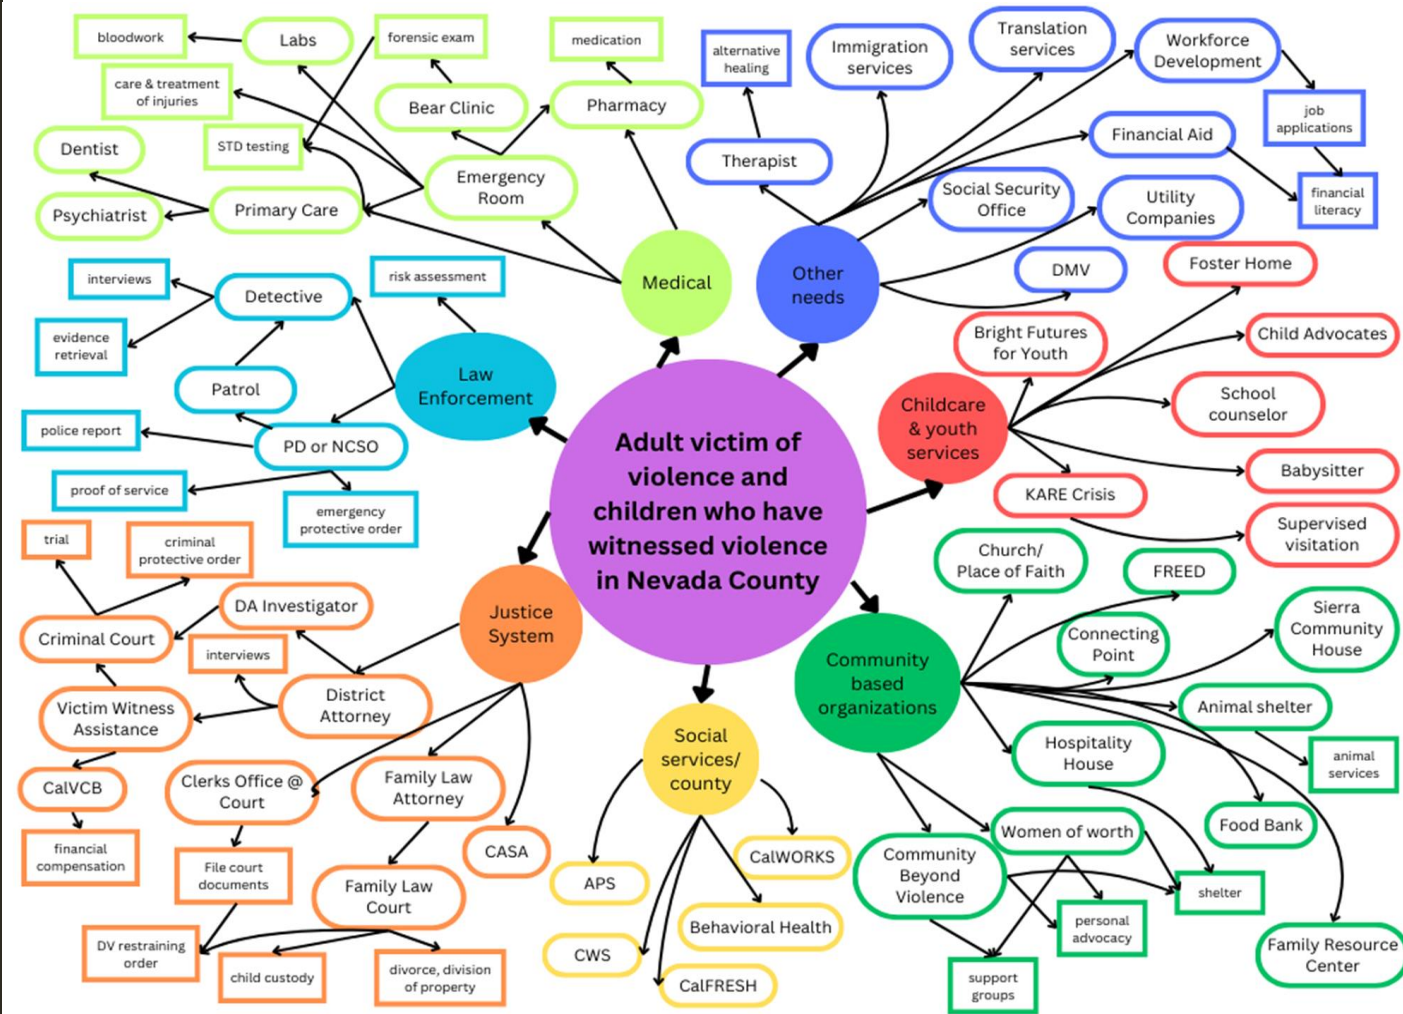 bloodwork
Labs
forensic exam
care & treatment
of injuries
Bear Clinic
medication
Pharmacy
STD testing
Dentist
Emergency
Room
Psychiatrist
Primary Care
Medical
alternative
healing
Immigration
services
Translation
services
Workforce
Development
job
applications
Financial Aid
financial
literacy
Therapist
Social Security
Office
Utility
Companies
DMV
Other
needs
interviews
Detective
risk assessment
evidence
retrieval
Patrol
Law
Enforcement
police report
PD or NCSO
proof of service
emergency
protective order
Foster Home
Bright Futures
for Youth
Child Advocates
Childcare
& youth
services
School
counselor
Babysitter
KARE Crisis
Supervised
visitation
Adult victim of
violence and
children who have
witnessed violence
in Nevada County
trial
criminal
protective order
DA Investigator
Criminal Court
interviews
Justice
System
District
Attorney
Victim Witness
Assistance
CalVCB
Clerks Office @
Court
Family Law
Attorney
CASA
financial
compensation
File court
documents
Family Law
Court
DV restraining
order
child custody
divorce, division
of property
Social
services/
county
APS
CalWORKS
Behavioral Health
CWS
CalFRESH
Church/
Place of Faith
FREED
Connecting
Point
Sierra
Community
House
Community
based
organizations
Animal shelter
Hospitality
House
animal
services
Food Bank
Women of worth
Community
Beyond
Violence
shelter
personal
advocacy
Family Resource
Center
support
groups